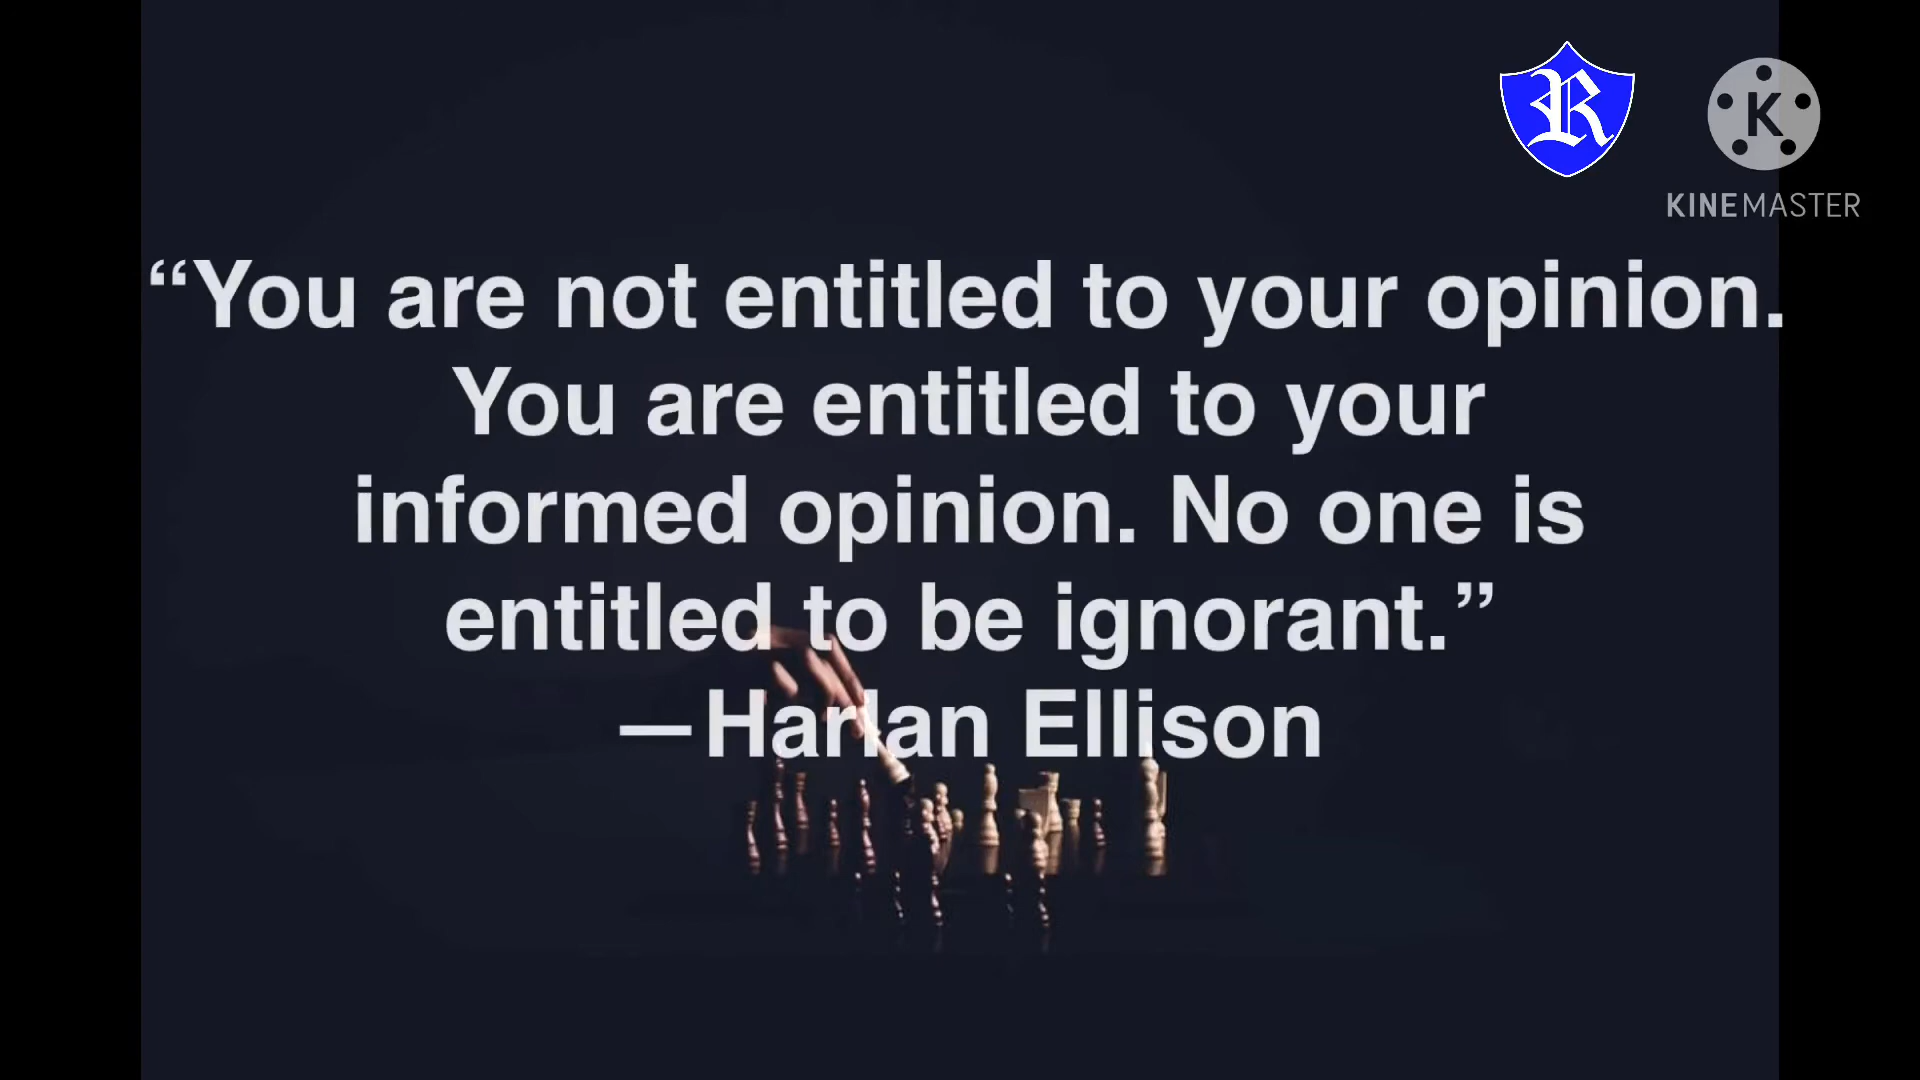 R
K
KINEMASTER
“You are not entitled to your opinion.
You are entitled to your
informed opinion. No one is
entitled to be ignorant.”
—Harlan Ellison